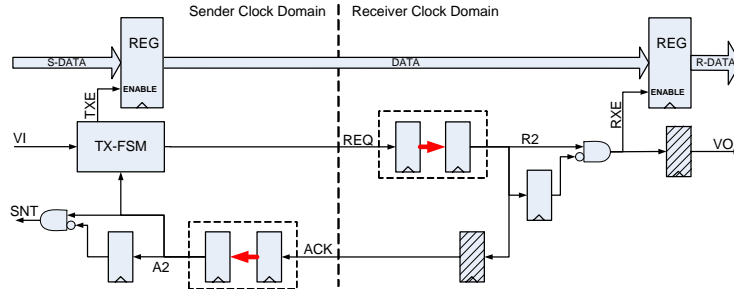 Sender Clock Domain
Receiver Clock Domain
REG
REG
S-DATA
DATA
R-DATA
ENABLE
ENABLE
TXE
RXE
VI
TX-FSM
REQ
R2
VO
SNT
A2
ACK